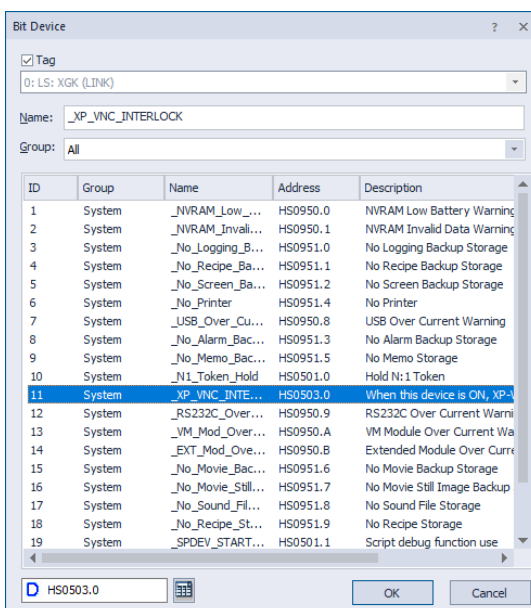 Bit Device ? ×
Tag
0: LS: XGK (LINK)
Name: _XP_VNC_INTERLOCK
Group: All
ID Group Name Address Description
1 System _NVRAM_Low_... HS0950.0 NVRAM Low Battery Warning
2 System _NVRAM_Invali... HS0950.1 NVRAM Invalid Data Warning
3 System _No_Logging_B... HS0951.0 No Logging Backup Storage
4 System _No_Recipe_Ba... HS0951.1 No Recipe Backup Storage
5 System _No_Screen_Ba... HS0951.2 No Screen Backup Storage
6 System _No_Printer HS0951.4 No Printer
7 System _USB_Over_Cu... HS0950.8 USB Over Current Warning
8 System _No_Alarm_Bac... HS0951.3 No Alarm Backup Storage
9 System _No_Memo_Bac... HS0951.5 No Memo Storage
10 System _N1_Token_Hold HS0501.0 Hold N:1 Token
11 System _XP_VNC_INTE... HS0503.0 When this device is ON, XP-V
12 System _RS232C_Over... HS0950.9 RS232C Over Current Warni
13 System _VM_Mod_Over... HS0950.A VM Module Over Current Wa
14 System _EXT_Mod_Ove... HS0950.B Extended Module Over Curre
15 System _No_Movie_Bac... HS0951.6 No Movie Backup Storage
16 System _No_Movie_Still... HS0951.7 No Movie Still Image Backup
17 System _No_Sound_Fil... HS0951.8 No Sound File Storage
18 System _No_Recipe_St... HS0951.9 No Recipe Storage
19 System _SPDEV_START... HS0501.1 Script debug function use
D HS0503.0 OK Cancel